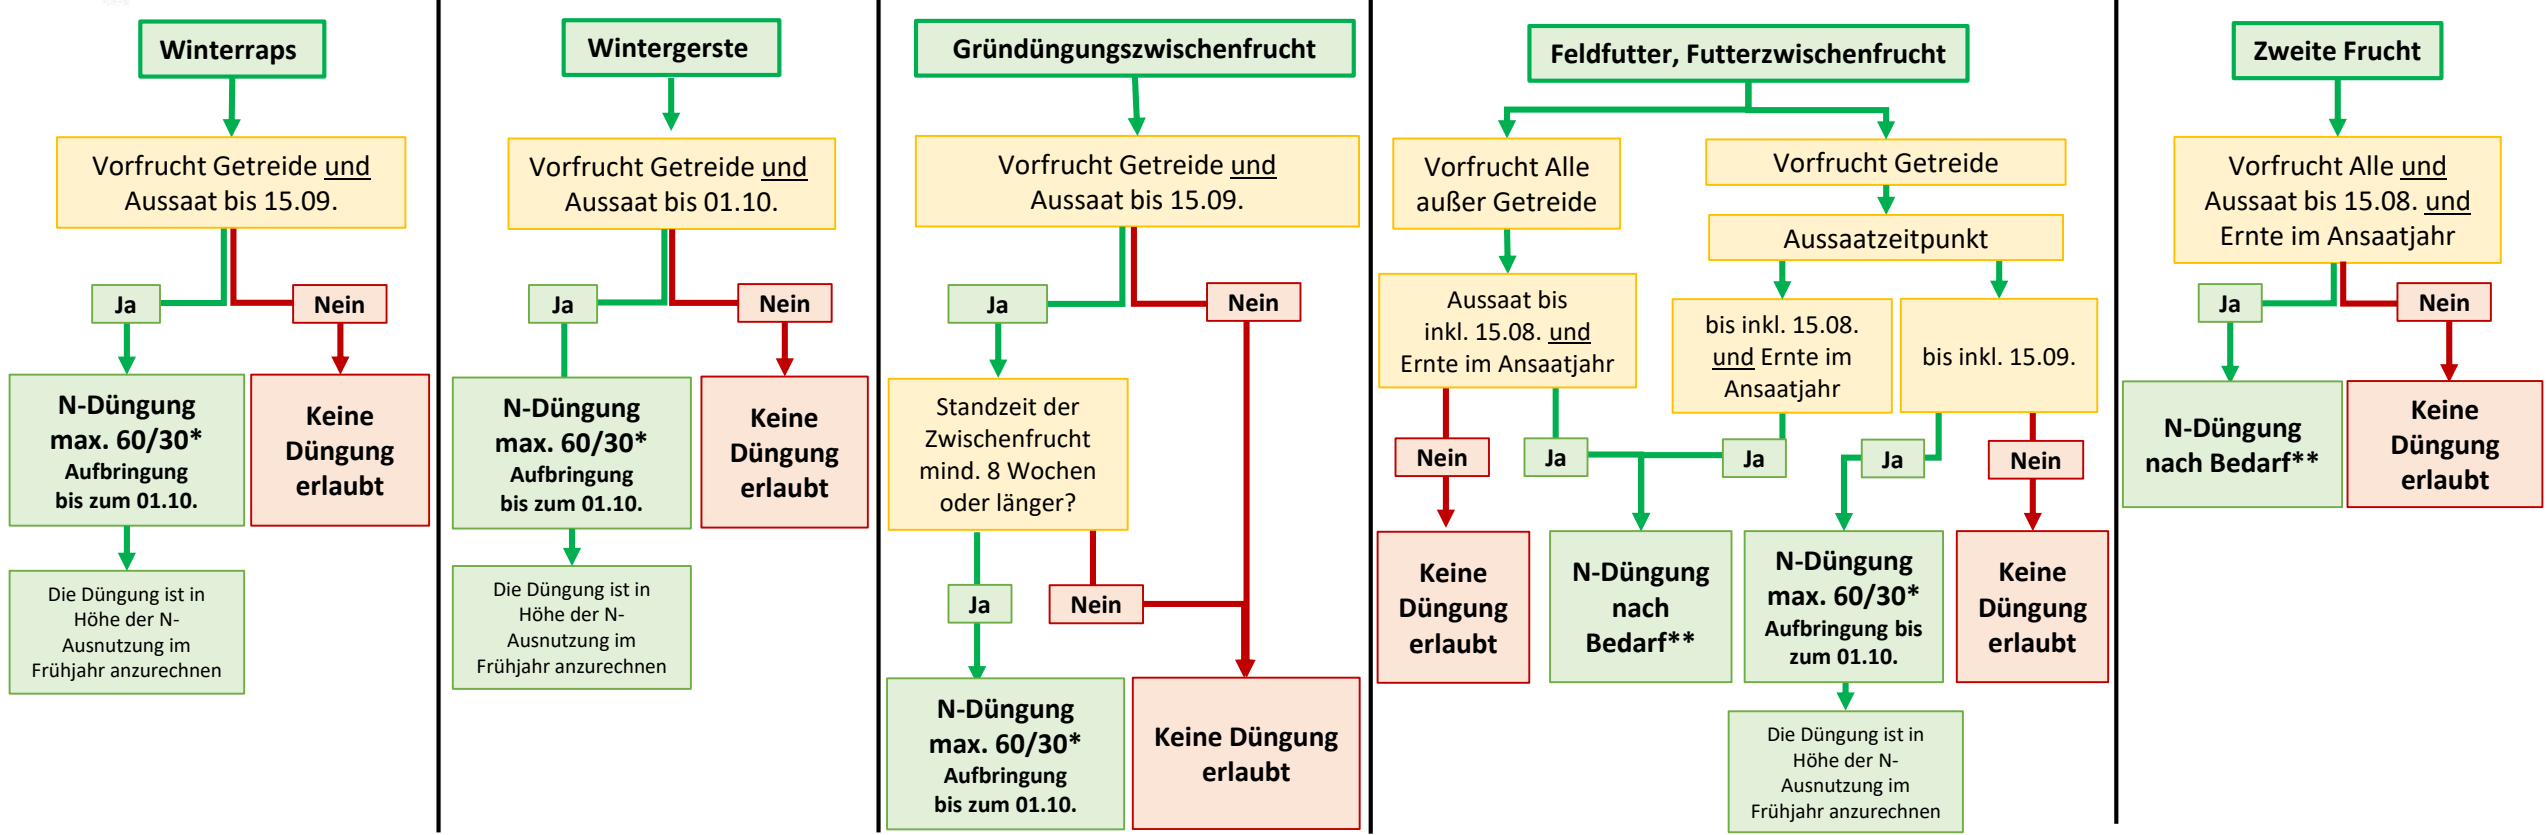 Winterraps
Vorfrucht Getreide und
Aussaat bis 15.09.
Ja
Nein
N-Düngung
max. 60/30*
Aufbringung
bis zum 01.10.
Keine
Düngung
erlaubt
Die Düngung ist in
Höhe der N-
Ausnutzung im
Frühjahr anzurechnen
Wintergerste
Vorfrucht Getreide und
Aussaat bis 01.10.
Ja
Nein
N-Düngung
max. 60/30*
Aufbringung
bis zum 01.10.
Keine
Düngung
erlaubt
Die Düngung ist in
Höhe der N-
Ausnutzung im
Frühjahr anzurechnen
Gründüngungszwischenfrucht
Vorfrucht Getreide und
Aussaat bis 15.09.
Ja
Nein
Standzeit der
Zwischenfrucht
mind. 8 Wochen
oder länger?
Ja
Nein
N-Düngung
max. 60/30*
Aufbringung
bis zum 01.10.
Keine Düngung
erlaubt
Feldfutter, Futterzwischenfrucht
Vorfrucht Alle
außer Getreide
Vorfrucht Getreide
Aussaatzeitpunkt
Aussaat bis
inkl. 15.08. und
Ernte im Ansaatjahr
bis inkl. 15.08.
und Ernte im
Ansaatjahr
bis inkl. 15.09.
Nein
Ja
Ja
Ja
Nein
Keine
Düngung
erlaubt
N-Düngung
nach
Bedarf**
N-Düngung
max. 60/30*
Aufbringung bis
zum 01.10.
Keine
Düngung
erlaubt
Die Düngung ist in
Höhe der N-
Ausnutzung im
Frühjahr anzurechnen
Zweite Frucht
Vorfrucht Alle und
Aussaat bis 15.08. und
Ernte im Ansaatjahr
Ja
Nein
N-Düngung
nach Bedarf**
Keine
Düngung
erlaubt